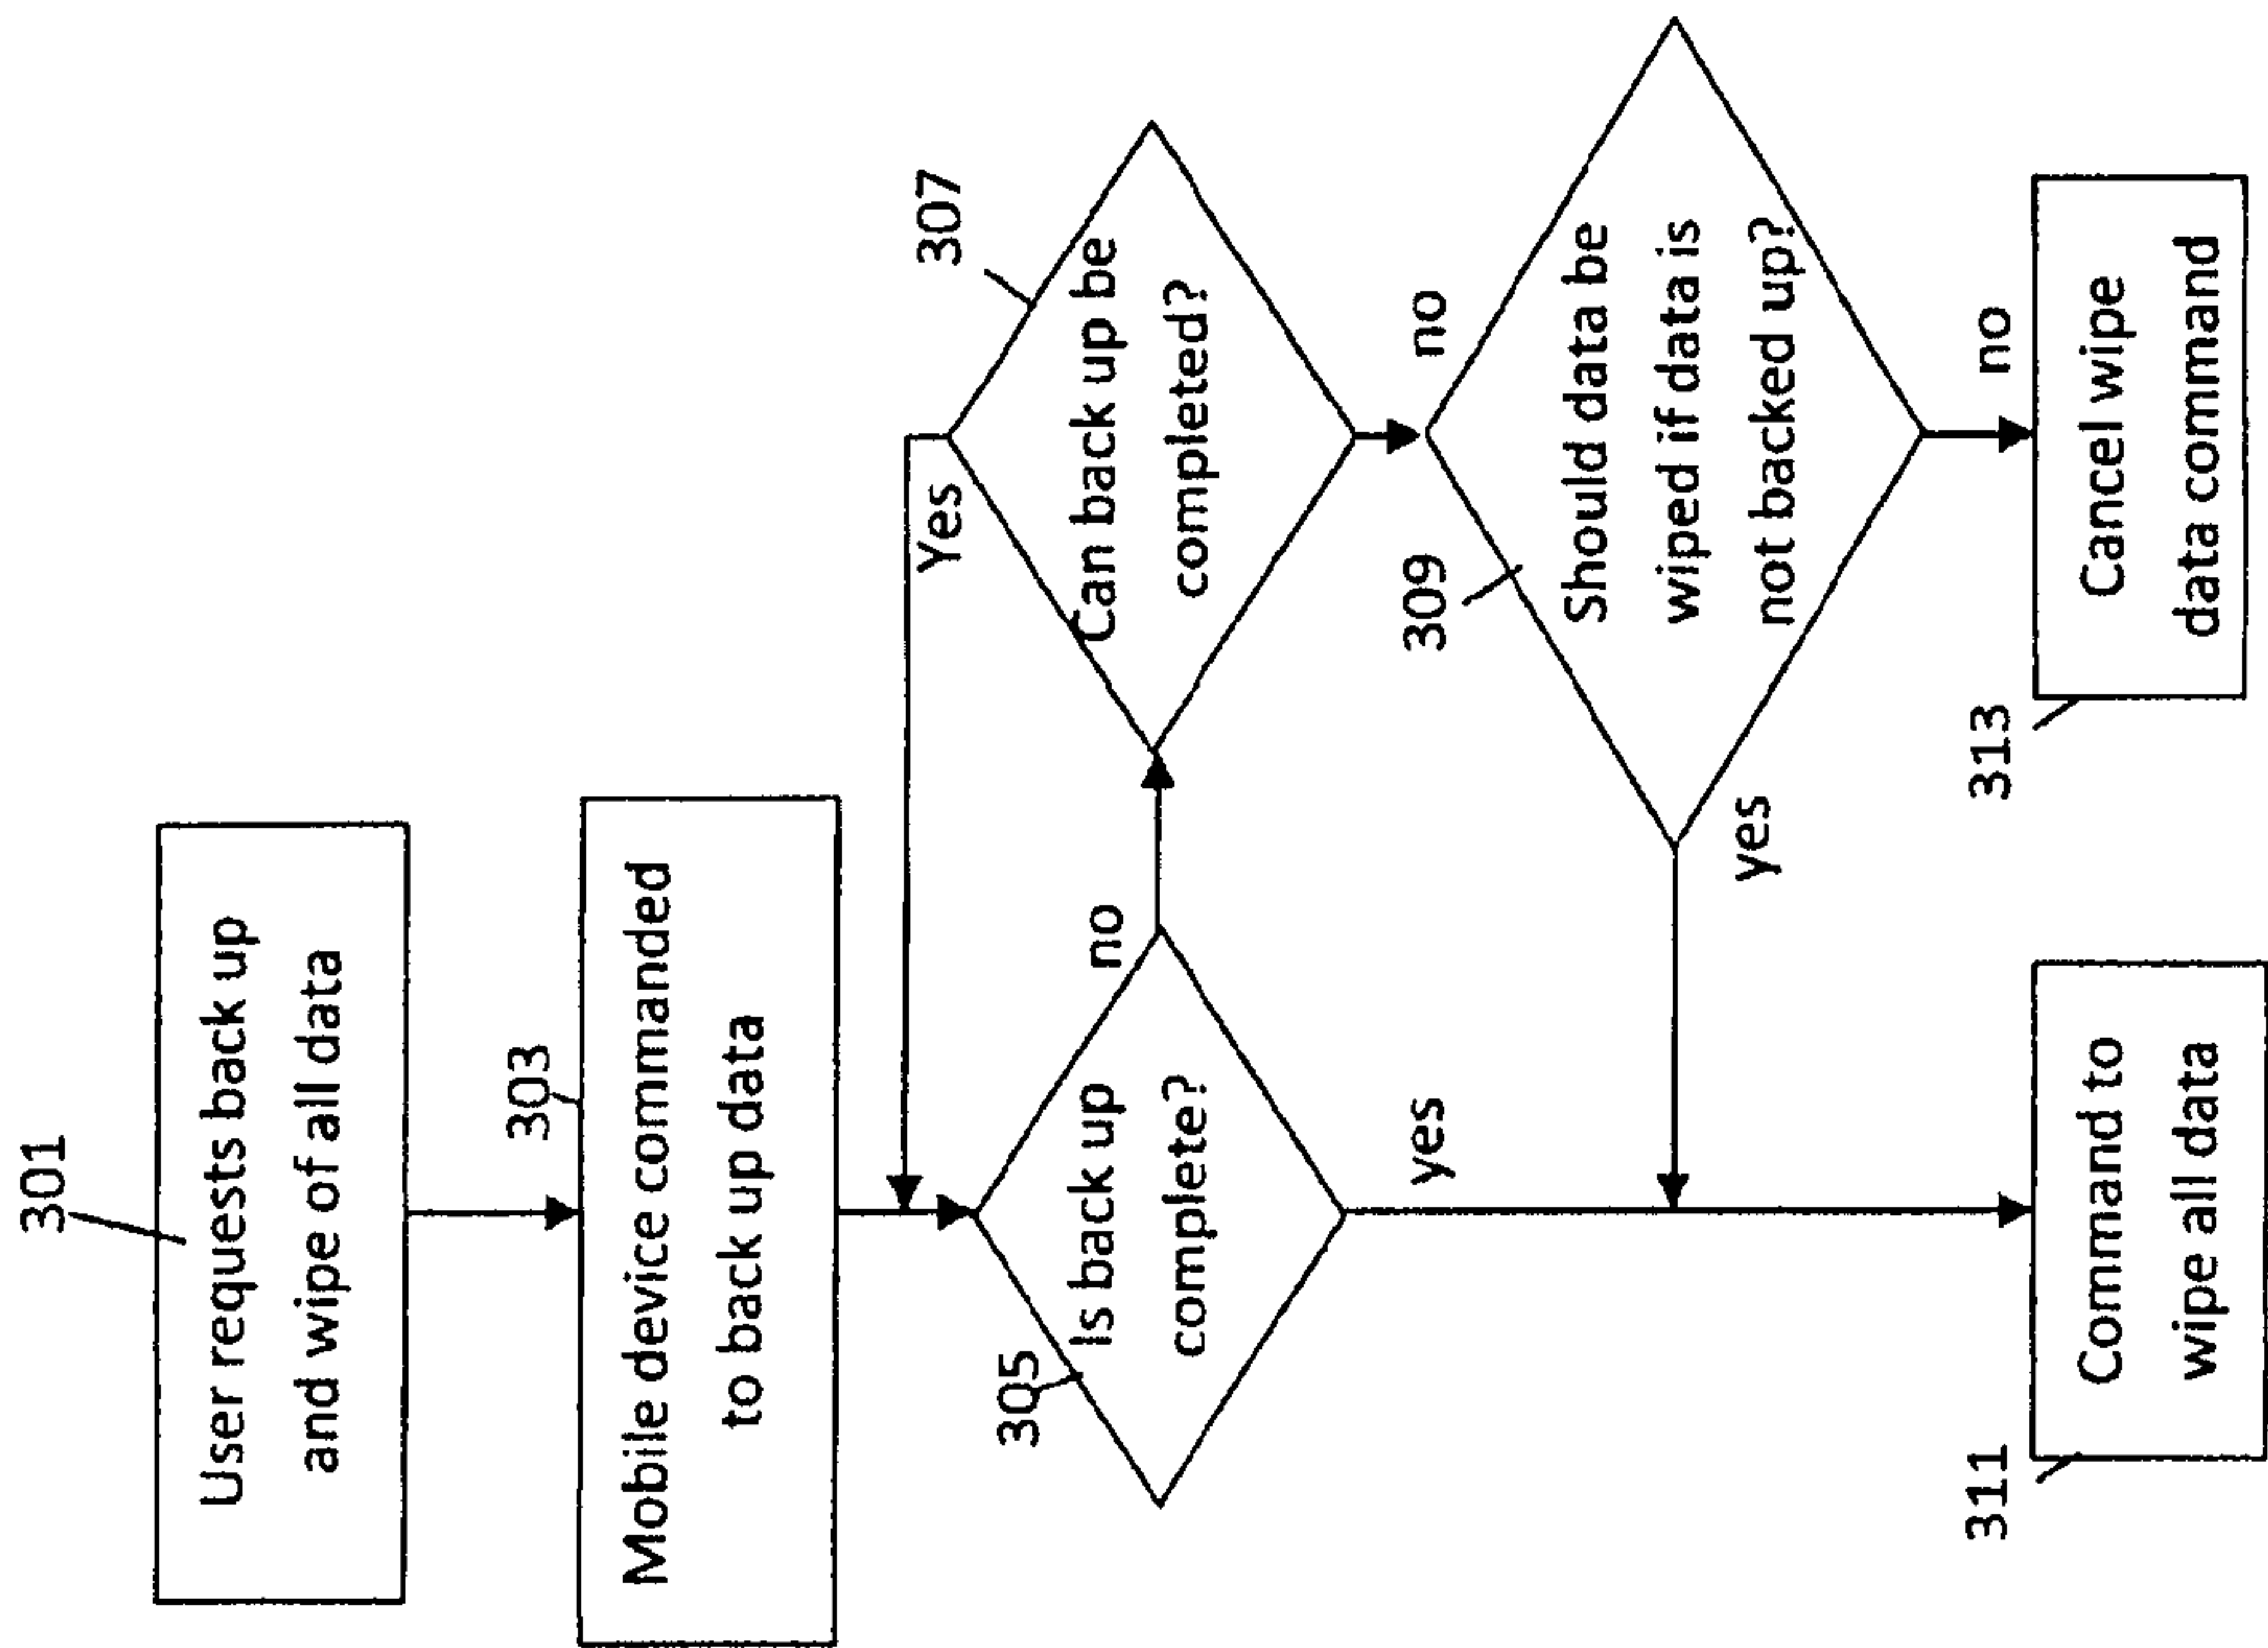 301
User requests back up
and wipe of all data
303
Mobile device commanded
to back up data
Yes
307
305
Is back up
complete?
no
Can back up be
completed?
yes
no
309
Should data be
wiped if data is
not backed up?
yes
no
311
Command to
wipe all data
313
Cancel wipe
data command